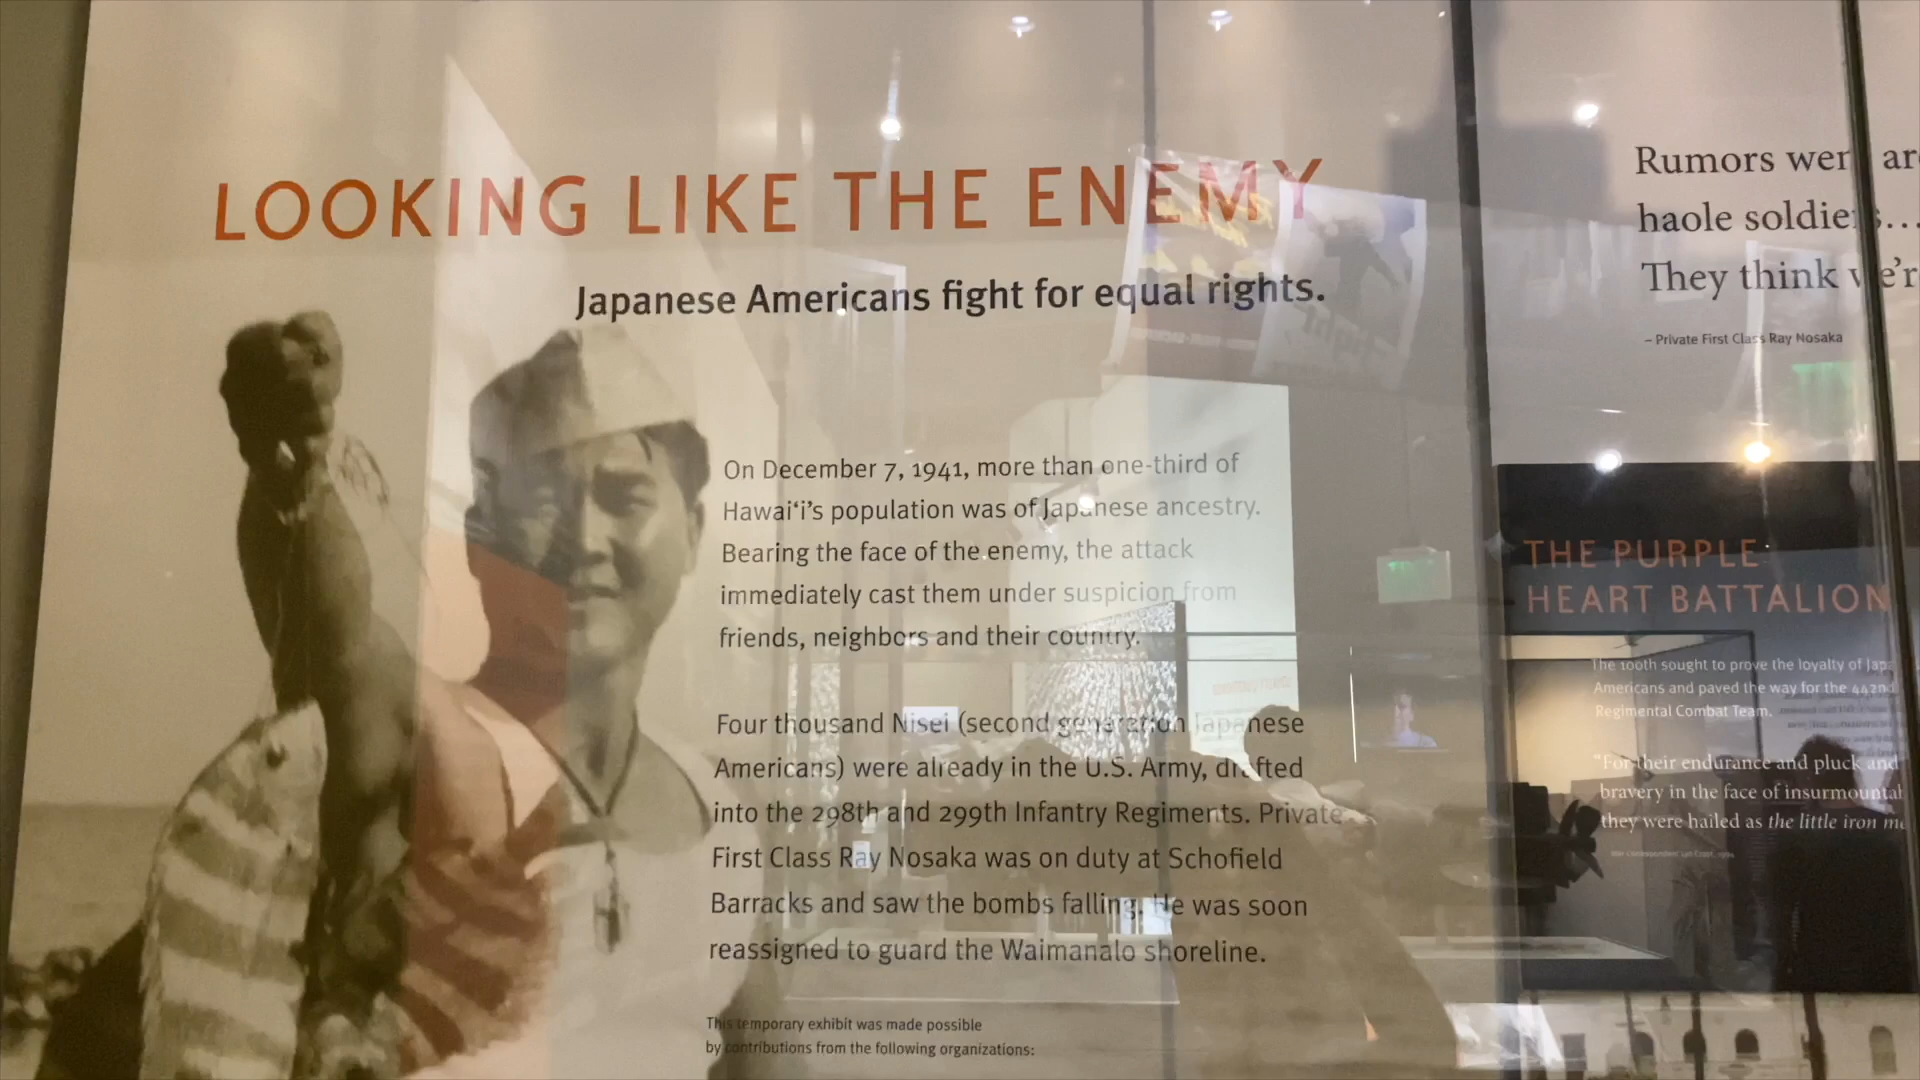 LOOKING LIKE THE ENEMY
Japanese Americans fight for equal rights.
On December 7, 1941, more than one-third of
Hawai‘i’s population was of Japanese ancestry.
Bearing the face of the enemy, the attack
immediately cast them under suspicion from
friends, neighbors and their country.
Four thousand Nisei (second generation Japanese
Americans) were already in the U.S. Army, drafted
into the 298th and 299th Infantry Regiments. Private
First Class Ray Nosaka was on duty at Schofield
Barracks and saw the bombs falling. He was soon
reassigned to guard the Waimanalo shoreline.
This temporary exhibit was made possible
by contributions from the following organizations:
Rumors wer ar
haole soldiers...
They think we’r
– Private First Class Ray Nosaka
THE PURPLE
HEART BATTALION
The 100th sought to prove the loyalty of Japa
Americans and paved the way for the 442nd
Regimental Combat Team.
“For their endurance and pluck and
bravery in the face of insurmountab
they were hailed as the little iron me